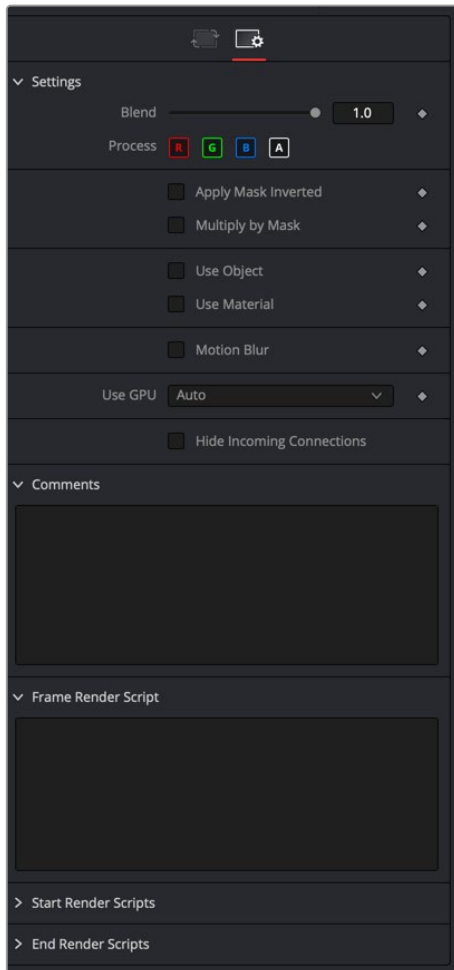 Settings
Blend 1.0
Process R G B A
Apply Mask Inverted
Multiply by Mask
Use Object
Use Material
Motion Blur
Use GPU Auto
Hide Incoming Connections
Comments
Frame Render Script
Start Render Scripts
End Render Scripts